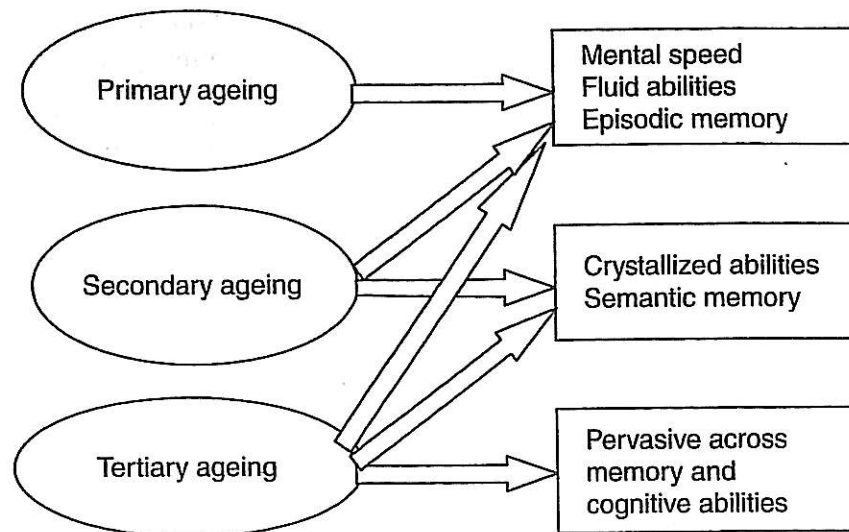 Primary ageing
Mental speed
Fluid abilities
Episodic memory
Secondary ageing
Crystallized abilities
Semantic memory
Tertiary ageing
Pervasive across
memory and
cognitive abilities